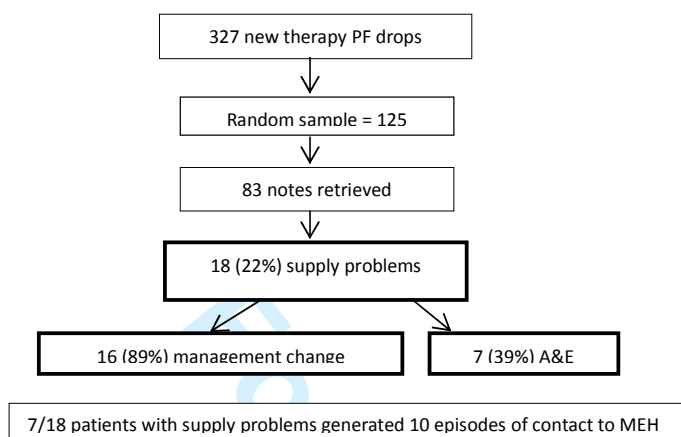 327 new therapy PF drops
Random sample = 125
83 notes retrieved
18 (22%) supply problems
16 (89%) management change
7 (39%) A&E
7/18 patients with supply problems generated 10 episodes of contact to MEH